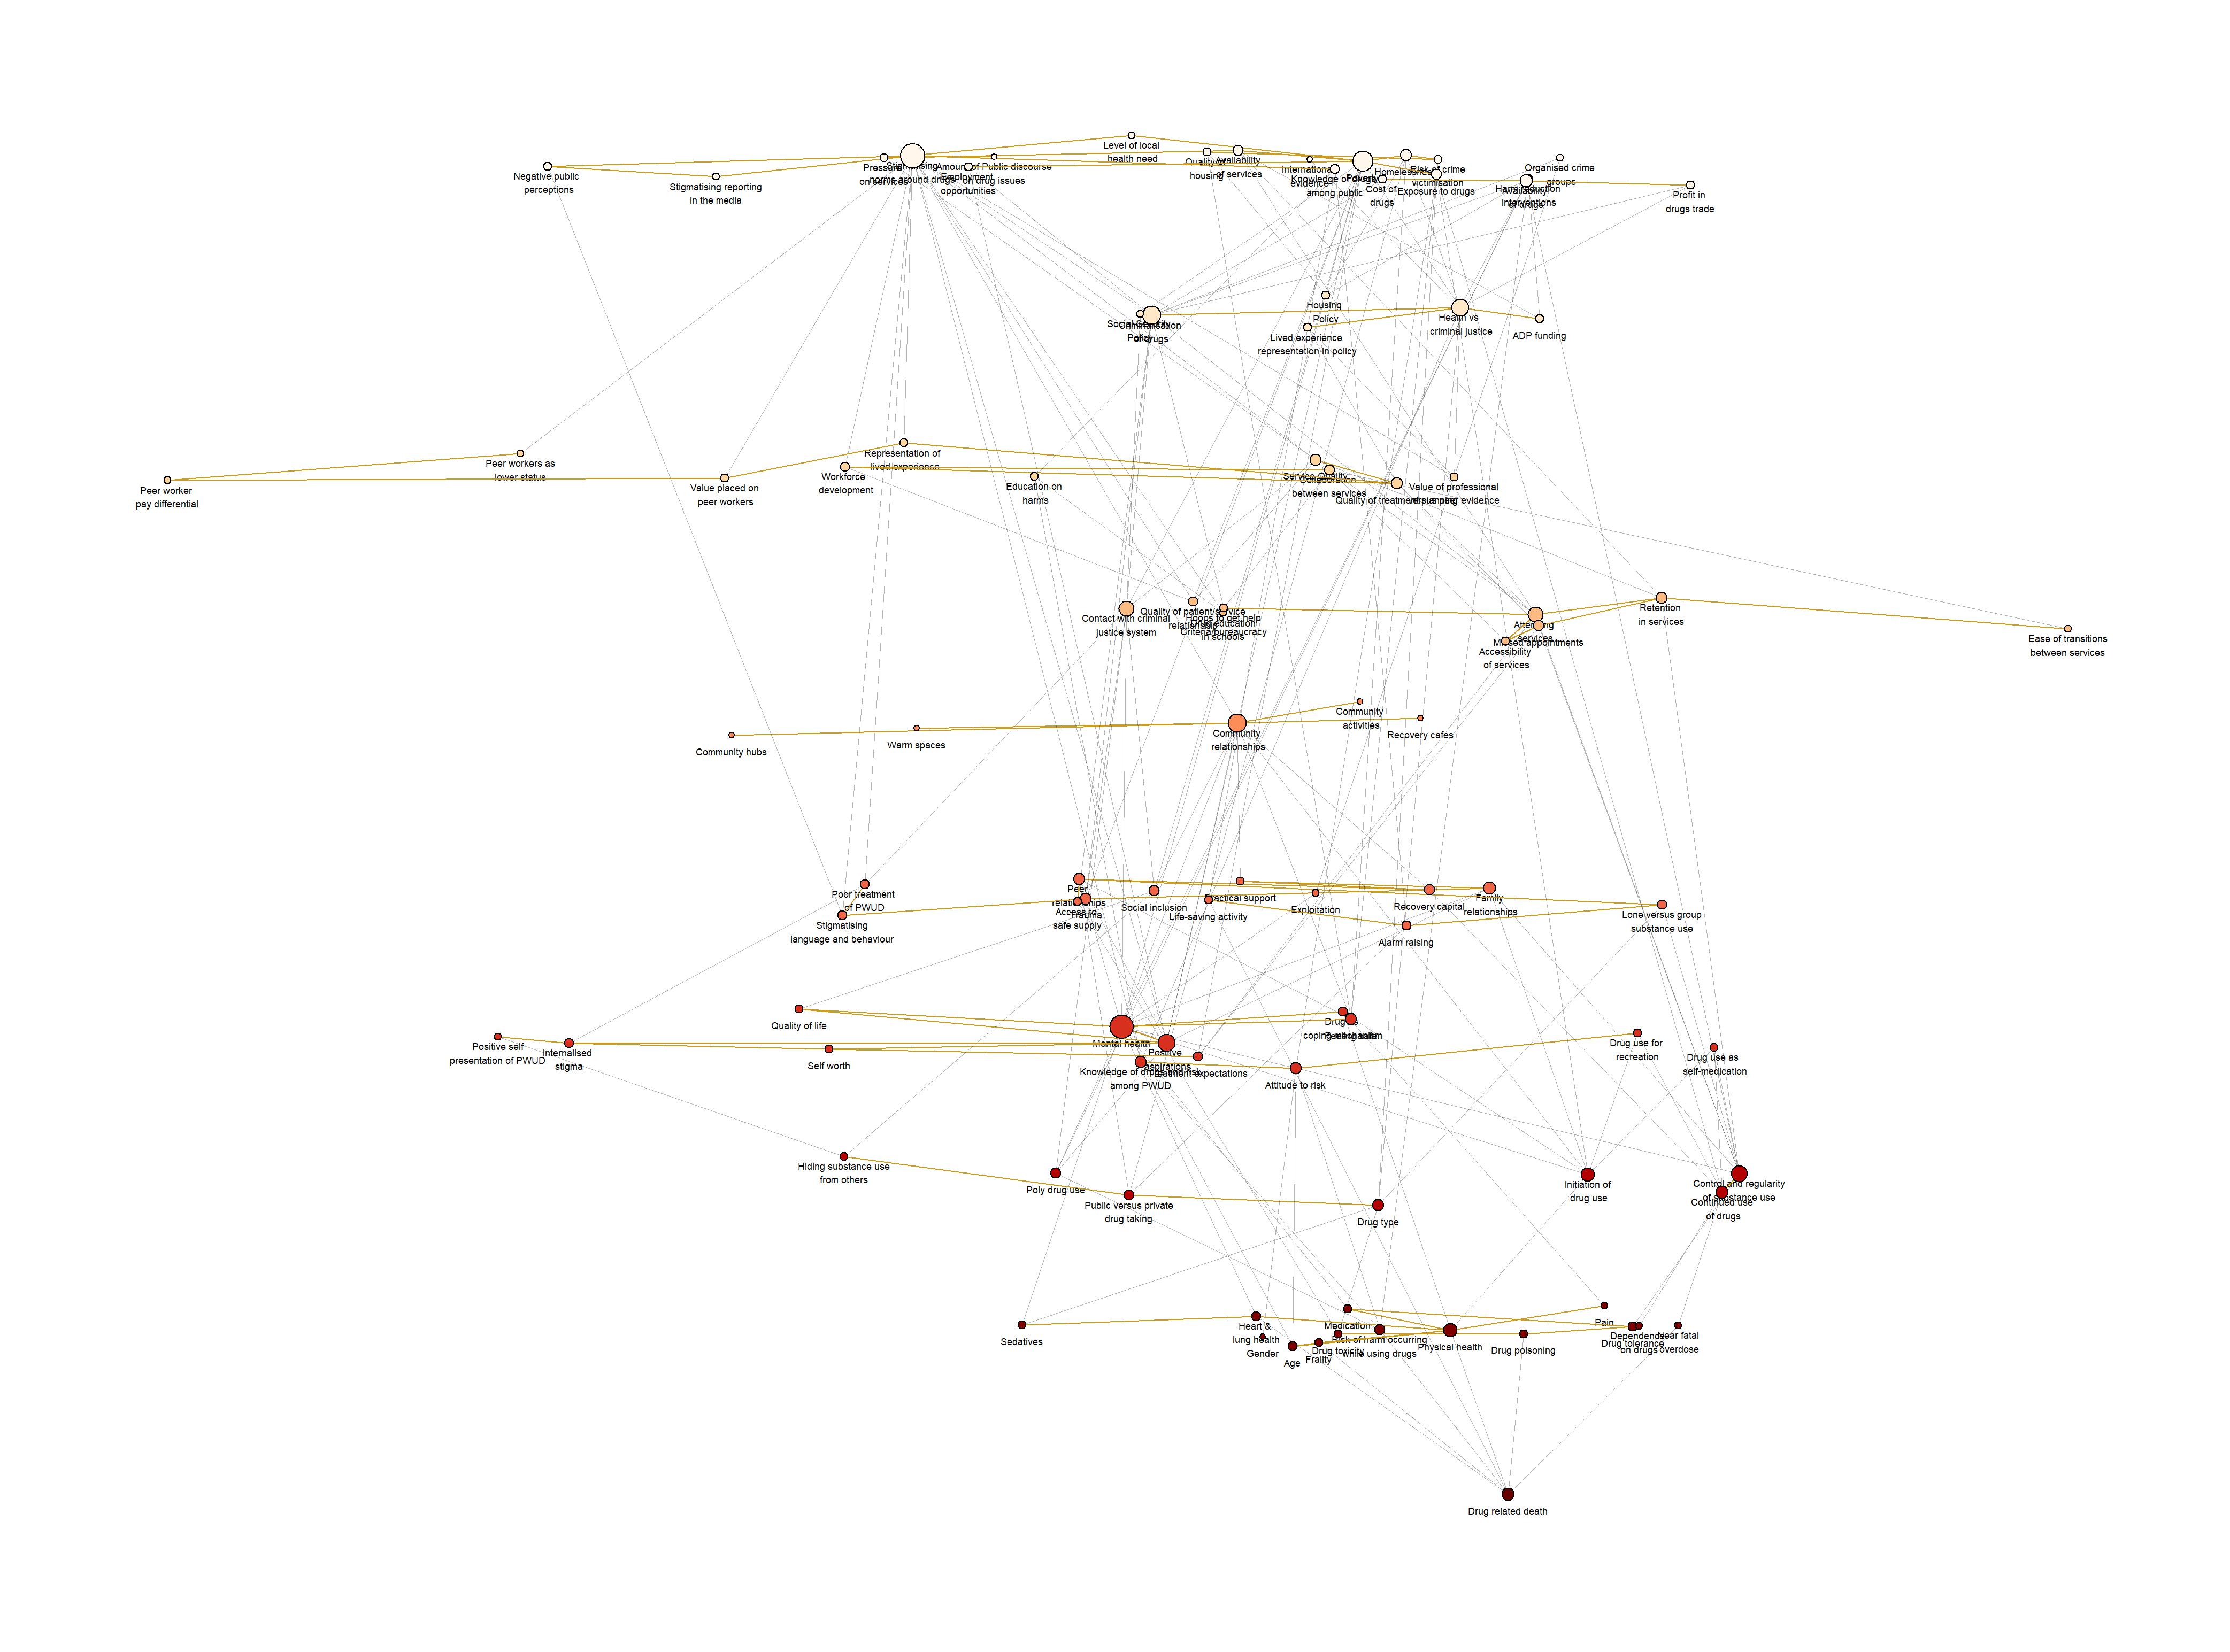 Level of local
health need
Negative public
perceptions
Stigmatising reporting
in the media
Pressure
on services
Stigmatising
norms around drugs
Amount of Public discourse
on drug issues
Employment
opportunities
Quality of
housing
Availability
of services
International
evidence
Knowledge of drugs
among public
Poverty
Homelessness
Cost of
drugs
Risk of crime
victimisation
Exposure to drugs
Organised crime
groups
Harm reduction
interventions
Availability
of drugs
Profit in
drugs trade
Social Security
Policy
Criminalisation
of drugs
Housing
Policy
Lived experience
representation in policy
Health vs
criminal justice
ADP funding
Peer worker
pay differential
Peer workers as
lower status
Value placed on
peer workers
Representation of
lived experience
Workforce
development
Education on
harms
Service Quality
Collaboration
between services
Quality of treatment planning
Value of professional
versus peer evidence
Contact with criminal
justice system
Quality of patient/service
relationship
Hoops to get help
Criteria/bureaucracy
Drug education
in schools
Attending
services
Missed appointments
Accessibility
of services
Retention
in services
Ease of transitions
between services
Community hubs
Warm spaces
Community
relationships
Community
activities
Recovery cafes
Poor treatment
of PWUD
Stigmatising
language and behaviour
Peer
relationships
Access to
safe supply
Trauma
Social inclusion
Practical support
Life-saving activity
Exploitation
Recovery capital
Family
relationships
Alarm raising
Lone versus group
substance use
Quality of life
Positive self
presentation of PWUD
Internalised
stigma
Self worth
Mental health
Positive
aspirations
Knowledge of drugs and risk
among PWUD
Treatment expectations
Drug as
coping mechanism
Feeling safe
Attitude to risk
Drug use for
recreation
Drug use as
self-medication
Hiding substance use
from others
Poly drug use
Public versus private
drug taking
Drug type
Initiation of
drug use
Control and regularity
of substance use
Continued use
of drugs
Sedatives
Heart &
lung health
Gender
Age
Frailty
Drug toxicity
Medication
Risk of harm occurring
while using drugs
Physical health
Drug poisoning
Pain
Dependence
on drugs
Drug tolerance
Near fatal
overdose
Drug related death